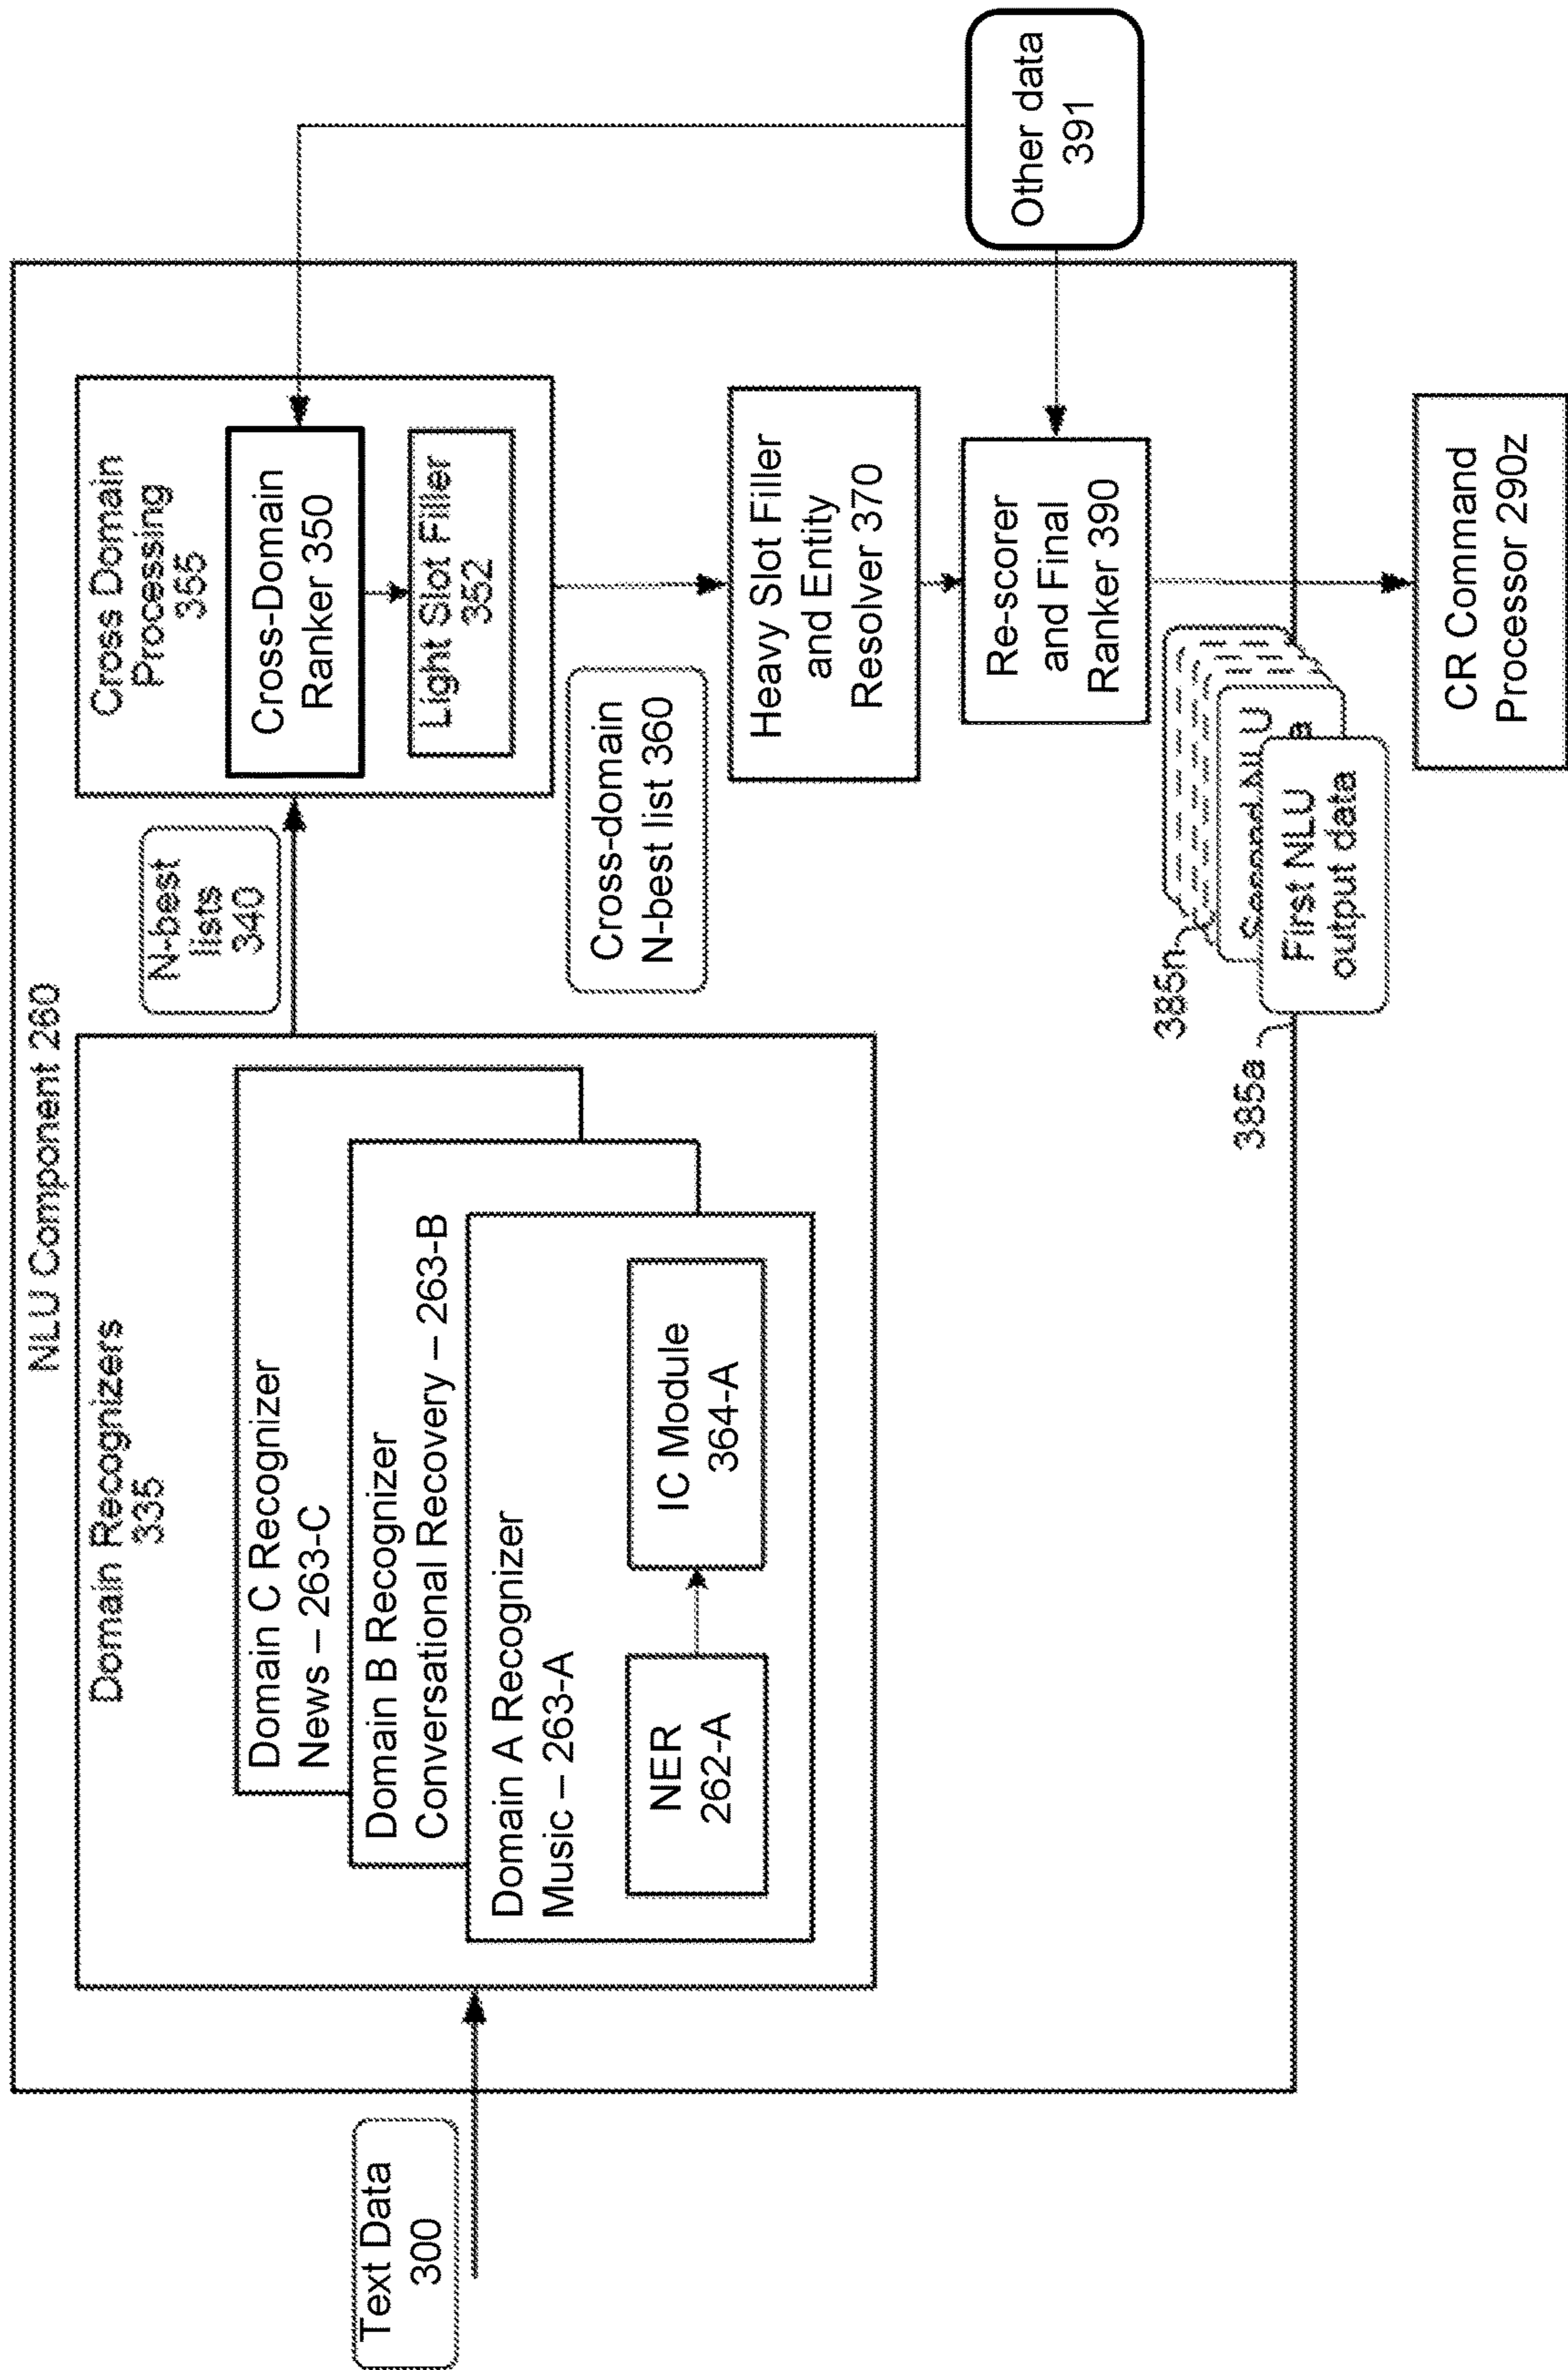 NLU Component 260
Text Data
300
Domain Recognizers
335
Domain C Recognizer
News – 263-C
Domain B Recognizer
Conversational Recovery – 263-B
Domain A Recognizer
Music – 263-A
NER
262-A
IC Module
364-A
N-best
lists
340
Cross Domain
Processing
355
Cross-Domain
Ranker 350
Light Slot Filler
352
Cross-domain
N-best list 360
Heavy Slot Filler
and Entity
Resolver 370
Re-scorer
and Final
Ranker 390
Other data
391
385n
Second NLU
385a
First NLU
output data
CR Command
Processor 290z